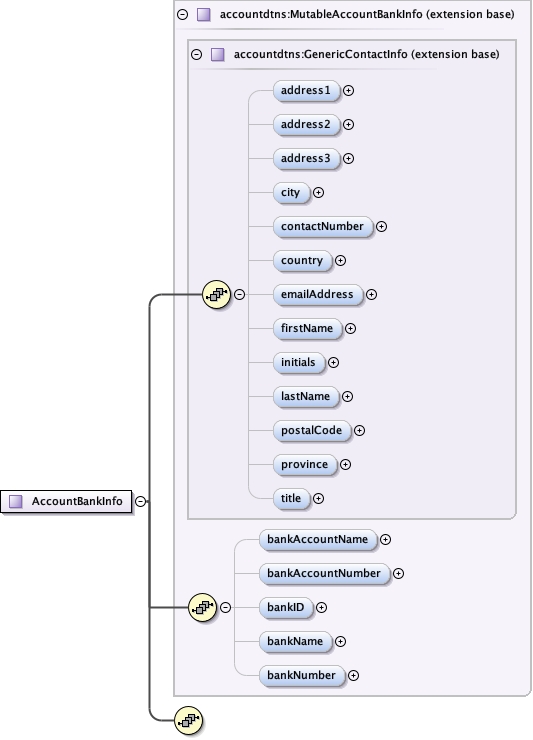 accountdtns:MutableAccountBankInfo (extension base)
accountdtns:GenericContactInfo (extension base)
address1
address2
address3
city
contactNumber
country
emailAddress
firstName
initials
lastName
postalCode
province
title
AccountBankInfo
bankAccountName
bankAccountNumber
bankID
bankName
bankNumber